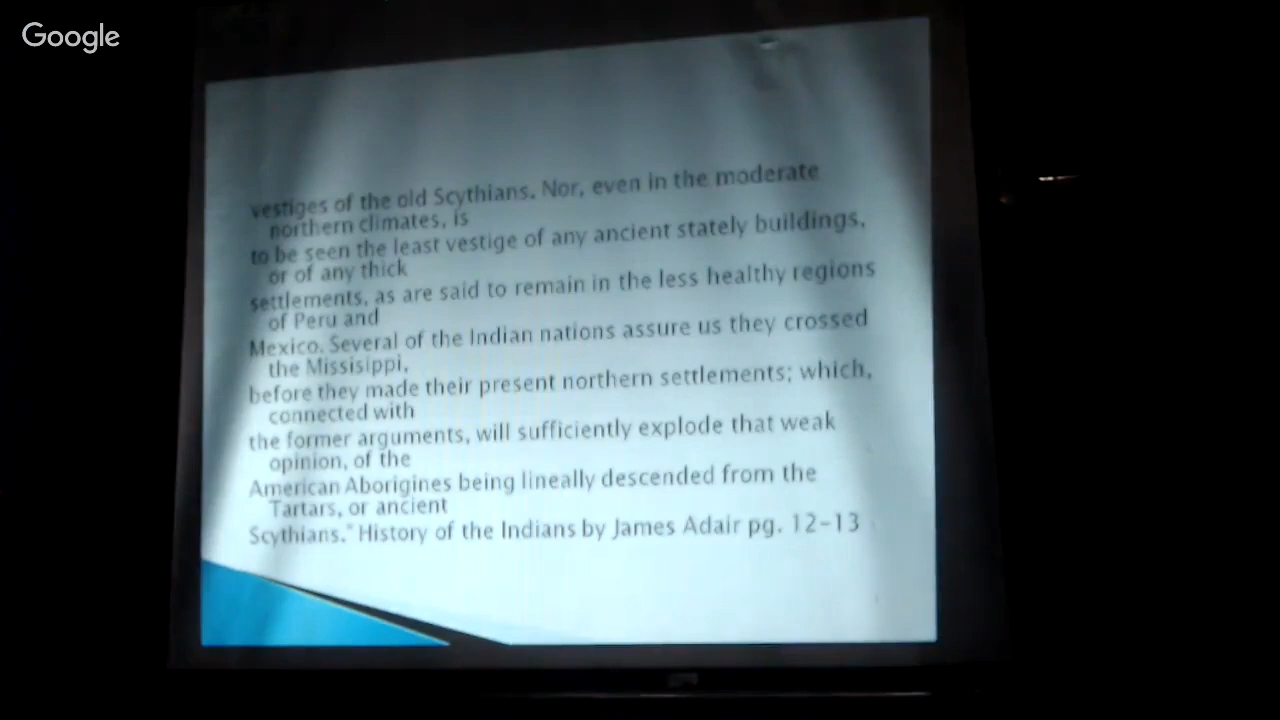 Google
vestiges of the old Scythians. Nor, even in the moderate
northern climates, is
to be seen the least vestige of any ancient stately buildings,
or of any thick
settlements, as are said to remain in the less healthy regions
of Peru and
Mexico. Several of the Indian nations assure us they crossed
the Missisippi,
before they made their present northern settlements; which,
connected with
the former arguments, will sufficiently explode that weak
opinion, of the
American Aborigines being lineally descended from the
Tartars, or ancient
Scythians." History of the Indians by James Adair pg. 12-13